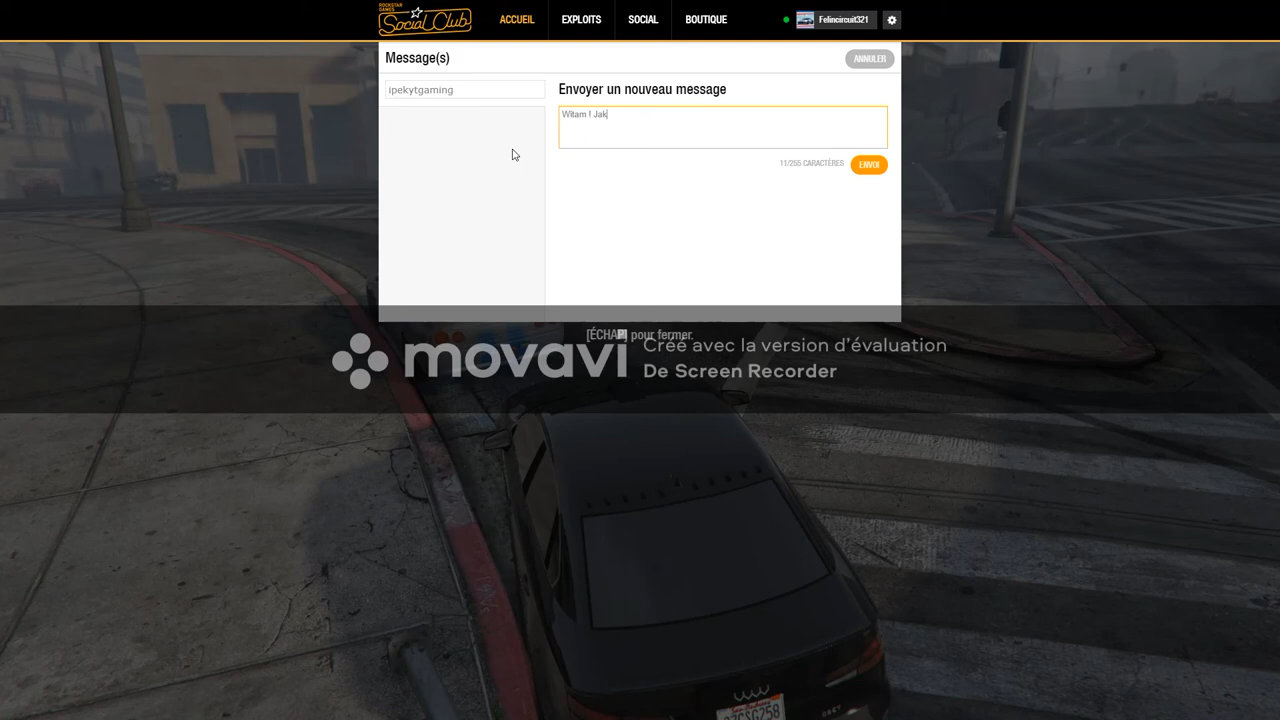 ROCKSTAR GAMES
Social Club
ACCUEIL
EXPLOITS
SOCIAL
BOUTIQUE
Felincircuit321
Message(s)
ANNULER
ipekytgaming
Envoyer un nouveau message
Witam ! Jak
11/255 CARACTÈRES
ENVOI
[ÉCHAP] pour fermer.
movavi
Créé avec la version d'évaluation
De Screen Recorder